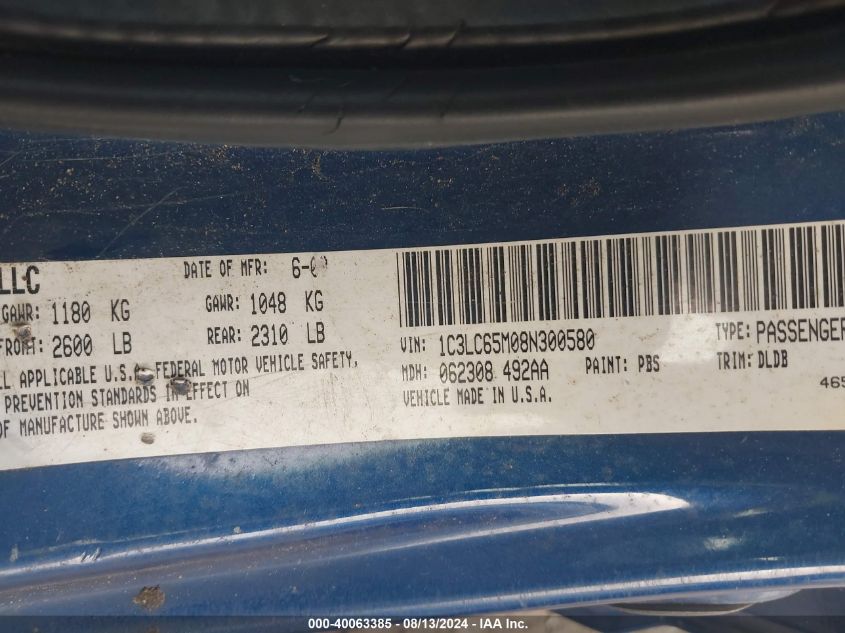 LLC
DATE OF MFR: 6-0
GAWR: 1180 KG
GAWR: 1048 KG
FRONT: 2600 LB
REAR: 2310 LB
ALL APPLICABLE U.S.A. FEDERAL MOTOR VEHICLE SAFETY,
PREVENTION STANDARDS IN EFFECT ON
OF MANUFACTURE SHOWN ABOVE.
VIN: 1C3LC65M08N300580
TYPE: PASSENGER
MDH: 062308 492AA
PAINT: PBS
TRIM: DLDB
VEHICLE MADE IN U.S.A.
465
000-40063385 - 08/13/2024 - IAA Inc.